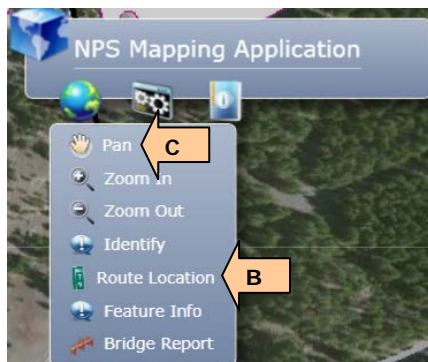 NPS Mapping Application
Pan
C
Zoom In
Zoom Out
Identify
Route Location
B
Feature Info
Bridge Report